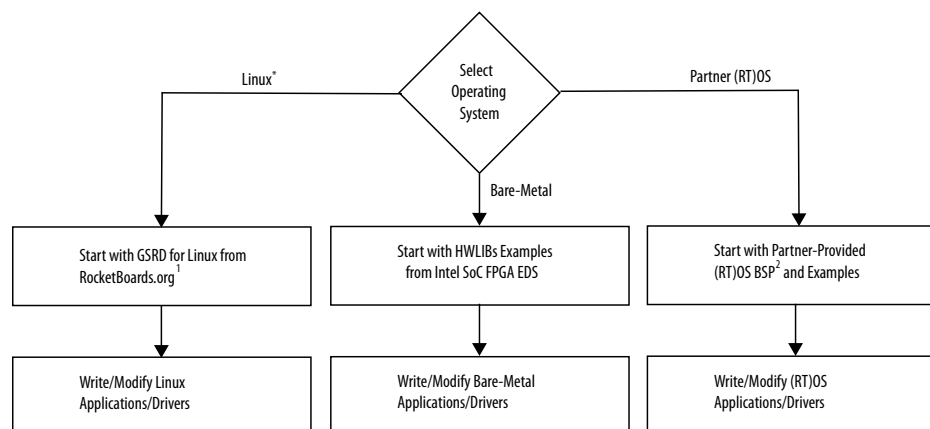 Select
Operating
System
Linux*
Partner (RT)OS
Bare-Metal
Start with GSRD for Linux from
RocketBoards.org¹
Start with HWLIBs Examples
from Intel SoC FPGA EDS
Start with Partner-Provided
(RT)OS BSP² and Examples
Write/Modify Linux
Applications/Drivers
Write/Modify Bare-Metal
Applications/Drivers
Write/Modify (RT)OS
Applications/Drivers